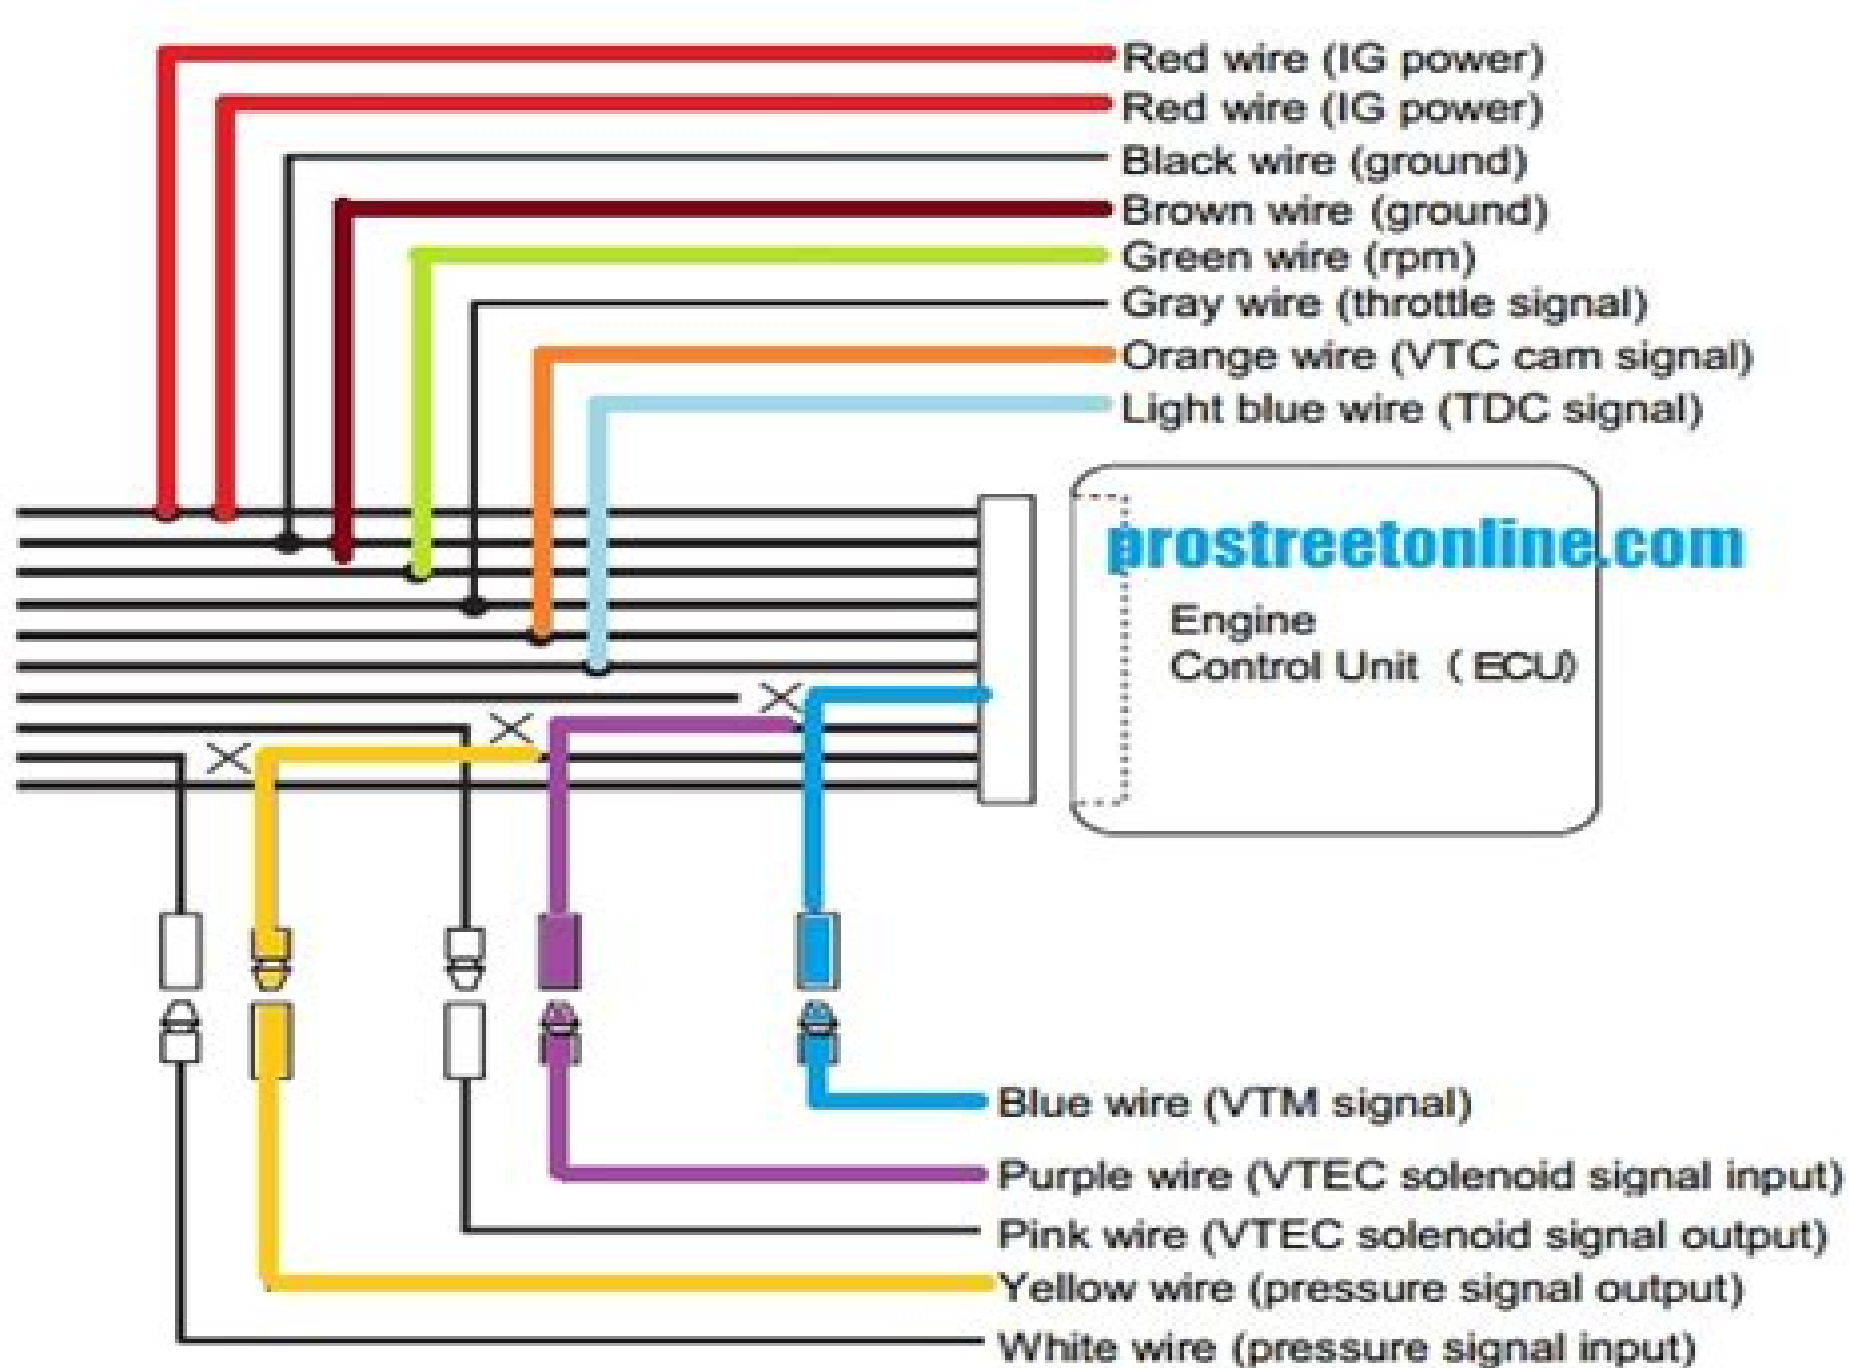 Red wire (IG power)
Red wire (IG power)
Black wire (ground)
Brown wire (ground)
Green wire (rpm)
Gray wire (throttle signal)
Orange wire (VTC cam signal)
Light blue wire (TDC signal)
prostreetonline.com
Engine
Control Unit (ECU)
Blue wire (VTM signal)
Purple wire (VTEC solenoid signal input)
Pink wire (VTEC solenoid signal output)
Yellow wire (pressure signal output)
White wire (pressure signal input)